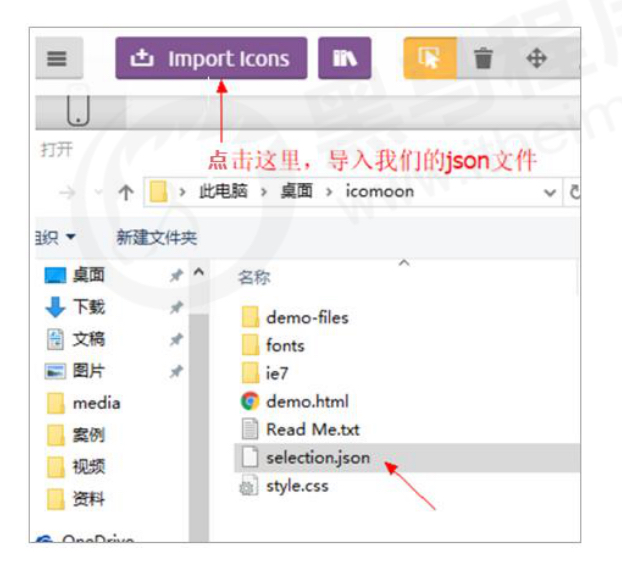 Import Icons
打开
点击这里，导入我们的json文件
此电脑 › 桌面 › icomoon
组织 新建文件夹
桌面
名称
下载
demo-files
文稿
fonts
图片
ie7
media
demo.html
案例
Read Me.txt
视频
selection.json
资料
style.css
OneDrive